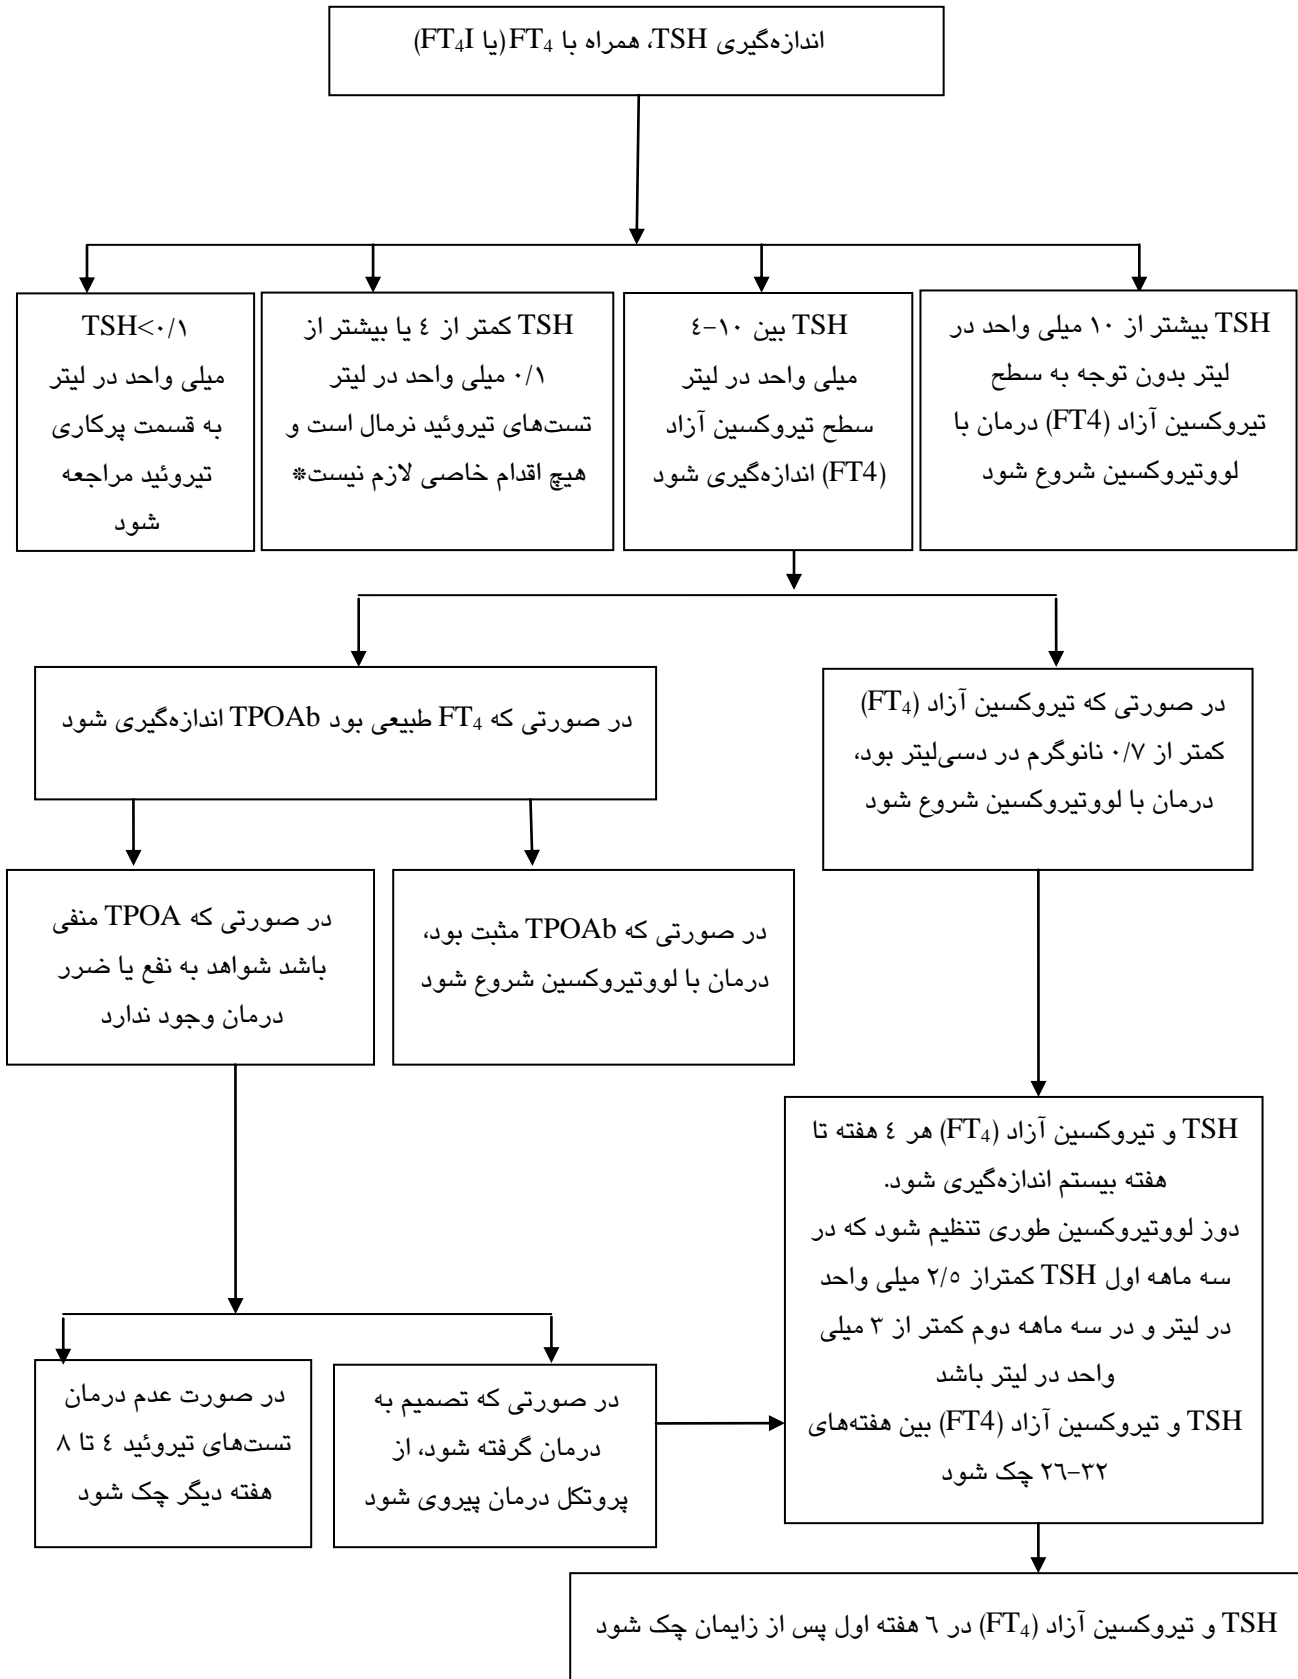 اندازه‌گیری TSH، همراه با FT₄ (یا FT₄I)
TSH بیشتر از ۱۰ میلی واحد در
لیتر بدون توجه به سطح
تیروکسین آزاد (FT4) درمان با
لووتیروکسین شروع شود
TSH بین ۱۰-٤
میلی واحد در لیتر
سطح تیروکسین آزاد
(FT4) اندازه‌گیری شود
TSH کمتر از ٤ یا بیشتر از
۰/۱ میلی واحد در لیتر
تست‌های تیروئید نرمال است و
هیچ اقدام خاصی لازم نیست*
TSH<۰/۱
میلی واحد در لیتر
به قسمت پرکاری
تیروئید مراجعه
شود
در صورتی که تیروکسین آزاد (FT₄)
کمتر از ۰/۷ نانوگرم در دسی‌لیتر بود،
درمان با لووتیروکسین شروع شود
در صورتی که FT₄ طبیعی بود TPOAb اندازه‌گیری شود
در صورتی که TPOAb مثبت بود،
درمان با لووتیروکسین شروع شود
در صورتی که TPOA منفی
باشد شواهد به نفع یا ضرر
درمان وجود ندارد
TSH و تیروکسین آزاد (FT₄) هر ٤ هفته تا
هفته بیستم اندازه‌گیری شود.
دوز لووتیروکسین طوری تنظیم شود که در
سه ماهه اول TSH کمتراز ۲/٥ میلی واحد
در لیتر و در سه ماهه دوم کمتر از ۳ میلی
واحد در لیتر باشد
TSH و تیروکسین آزاد (FT4) بین هفته‌های
۳۲-۲٦ چک شود
در صورتی که تصمیم به
درمان گرفته شود، از
پروتکل درمان پیروی شود
در صورت عدم درمان
تست‌های تیروئید ٤ تا ۸
هفته دیگر چک شود
TSH و تیروکسین آزاد (FT₄) در ٦ هفته اول پس از زایمان چک شود